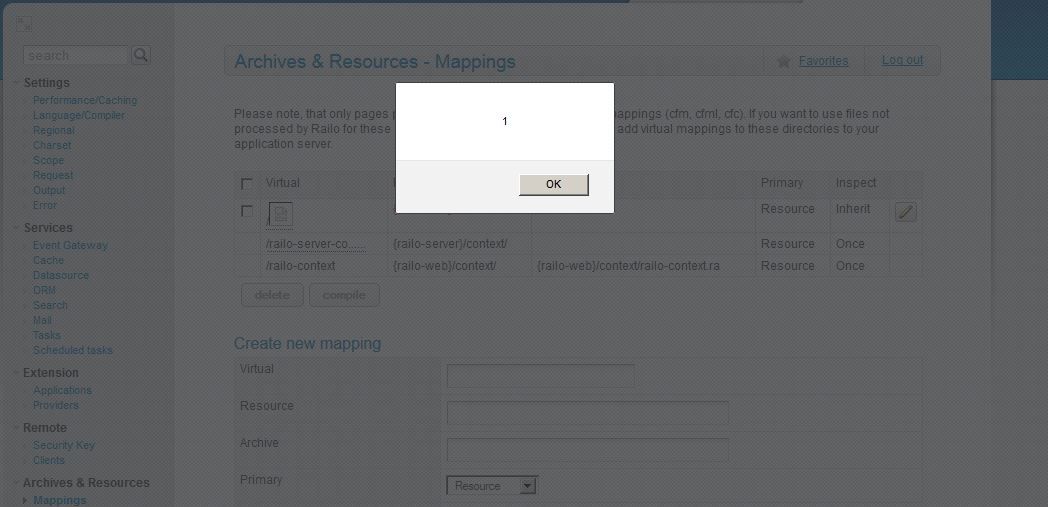 search
Archives & Resources - Mappings
Favorites
Log out
Settings
Performance/Caching
Language/Compiler
Regional
Charset
Scope
Request
Output
Error
Services
Event Gateway
Cache
Datasource
ORM
Search
Mail
Tasks
Scheduled tasks
Extension
Applications
Providers
Remote
Security Key
Clients
Archives & Resources
Mappings
Please note, that only pages mappings (cfm, cfml, cfc). If you want to use files not
processed by Railo for these add virtual mappings to these directories to your
application server.
1
OK
Virtual Primary Inspect
/ Resource Inherit
/railo-server-co...... {railo-server}/context/ Resource Once
/railo-context {railo-web}/context/ {railo-web}/context/railo-context.ra Resource Once
delete compile
Create new mapping
Virtual
Resource
Archive
Primary Resource